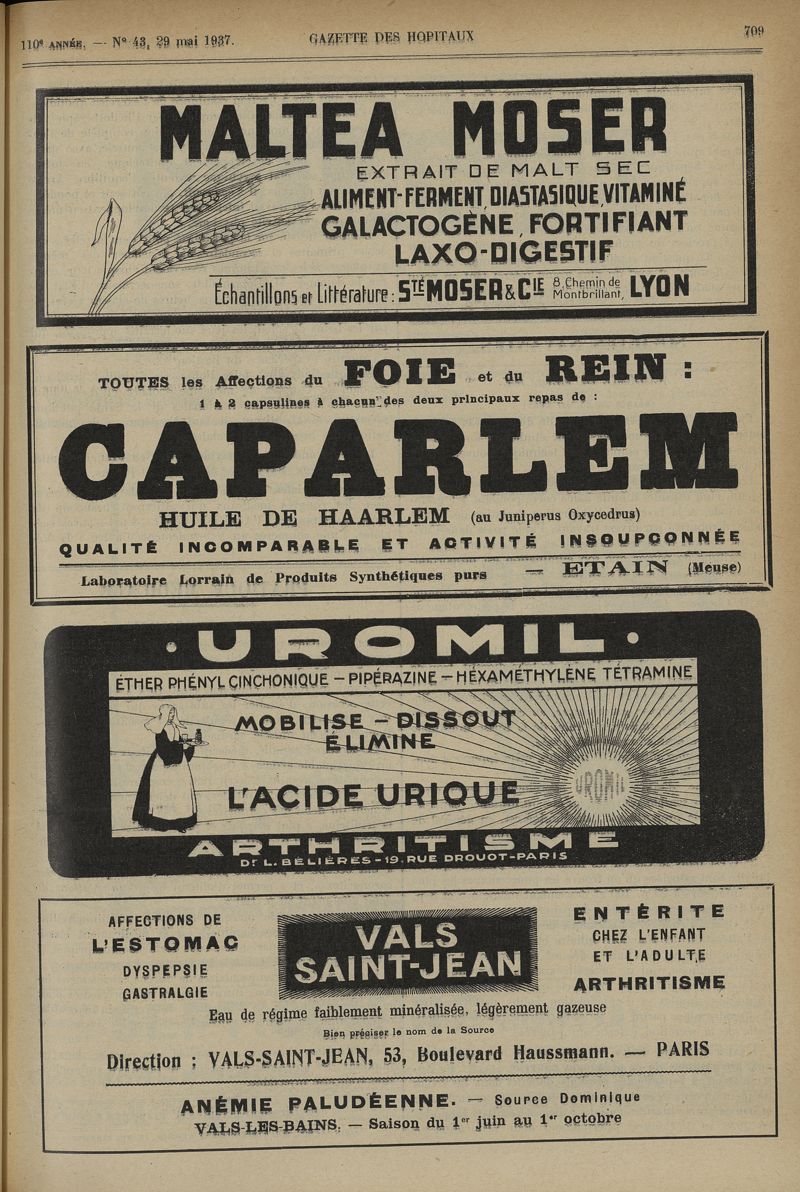 110e ANNÉE. — No 43, 29 mai 1937.
GAZETTE DES HOPITAUX
709
MALTEA MOSER
EXTRAIT DE MALT SEC
ALIMENT-FERMENT, DIASTASIQUE, VITAMINÉ
GALACTOGÈNE, FORTIFIANT
LAXO-DIGESTIF
Échantillons et Littérature : STÉ MOSER & CIE 8, Chemin de Montbrillant, LYON
TOUTES les Affections du FOIE et du REIN :
1 à 2 capsulines à chacun des deux principaux repas de :
CAPARLEM
HUILE DE HAARLEM (au Juniperus Oxycedrus)
QUALITÉ INCOMPARABLE ET ACTIVITÉ INSOUPÇONNÉE
Laboratoire Lorrain de Produits Synthétiques purs — ETAIN (Meuse)
·UROMIL·
ÉTHER PHÉNYL CINCHONIQUE – PIPÉRAZINE – HÉXAMÉTHYLÈNE TÉTRAMINE
MOBILISE – DISSOUT
ÉLIMINE
L'ACIDE URIQUE
UROMIL
ARTHRITISME
Dr L. BÉLIÈRES - 19, RUE DROUOT - PARIS
AFFECTIONS DE
L'ESTOMAC
DYSPEPSIE
GASTRALGIE
VALS
SAINT-JEAN
ENTÉRITE
CHEZ L'ENFANT
ET L'ADULTE
ARTHRITISME
Eau de régime faiblement minéralisée, légèrement gazeuse
Bien préciser le nom de la Source
Direction : VALS-SAINT-JEAN, 53, Boulevard Haussmann. — PARIS
ANÉMIE PALUDÉENNE. — Source Dominique
VALS-LES-BAINS. — Saison du 1er juin au 1er octobre